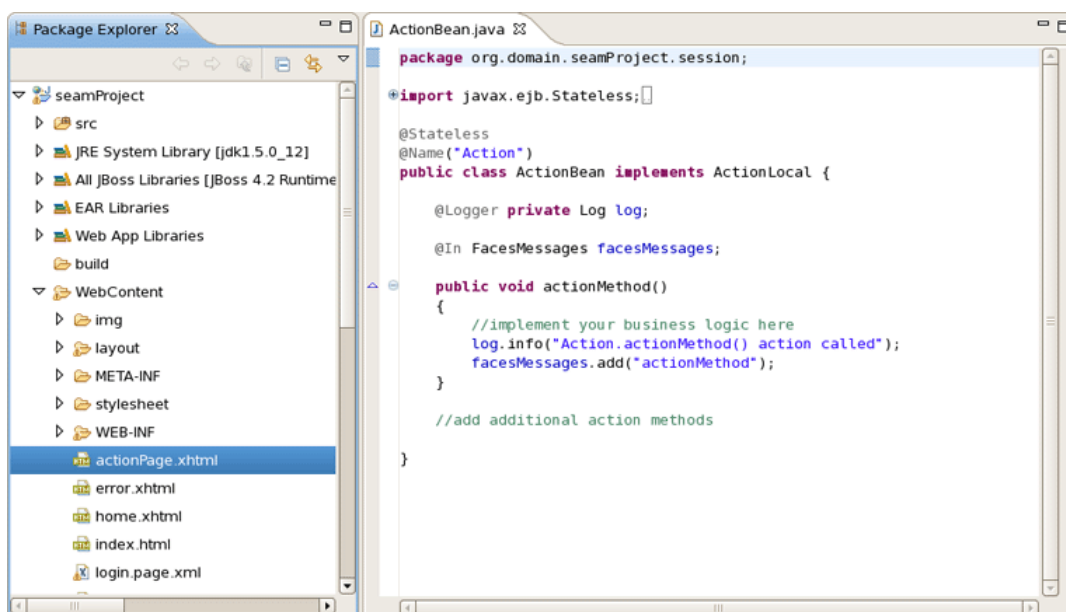 Package Explorer
seamProject
src
JRE System Library [jdk1.5.0_12]
All JBoss Libraries [JBoss 4.2 Runtime
EAR Libraries
Web App Libraries
build
WebContent
img
layout
META-INF
stylesheet
WEB-INF
actionPage.xhtml
error.xhtml
home.xhtml
index.html
login.page.xml
ActionBean.java
package org.domain.seamProject.session;
import javax.ejb.Stateless;
@Stateless
@Name("Action")
public class ActionBean implements ActionLocal {
@Logger private Log log;
@In FacesMessages facesMessages;
public void actionMethod()
{
//implement your business logic here
log.info("Action.actionMethod() action called");
facesMessages.add("actionMethod");
}
//add additional action methods
}